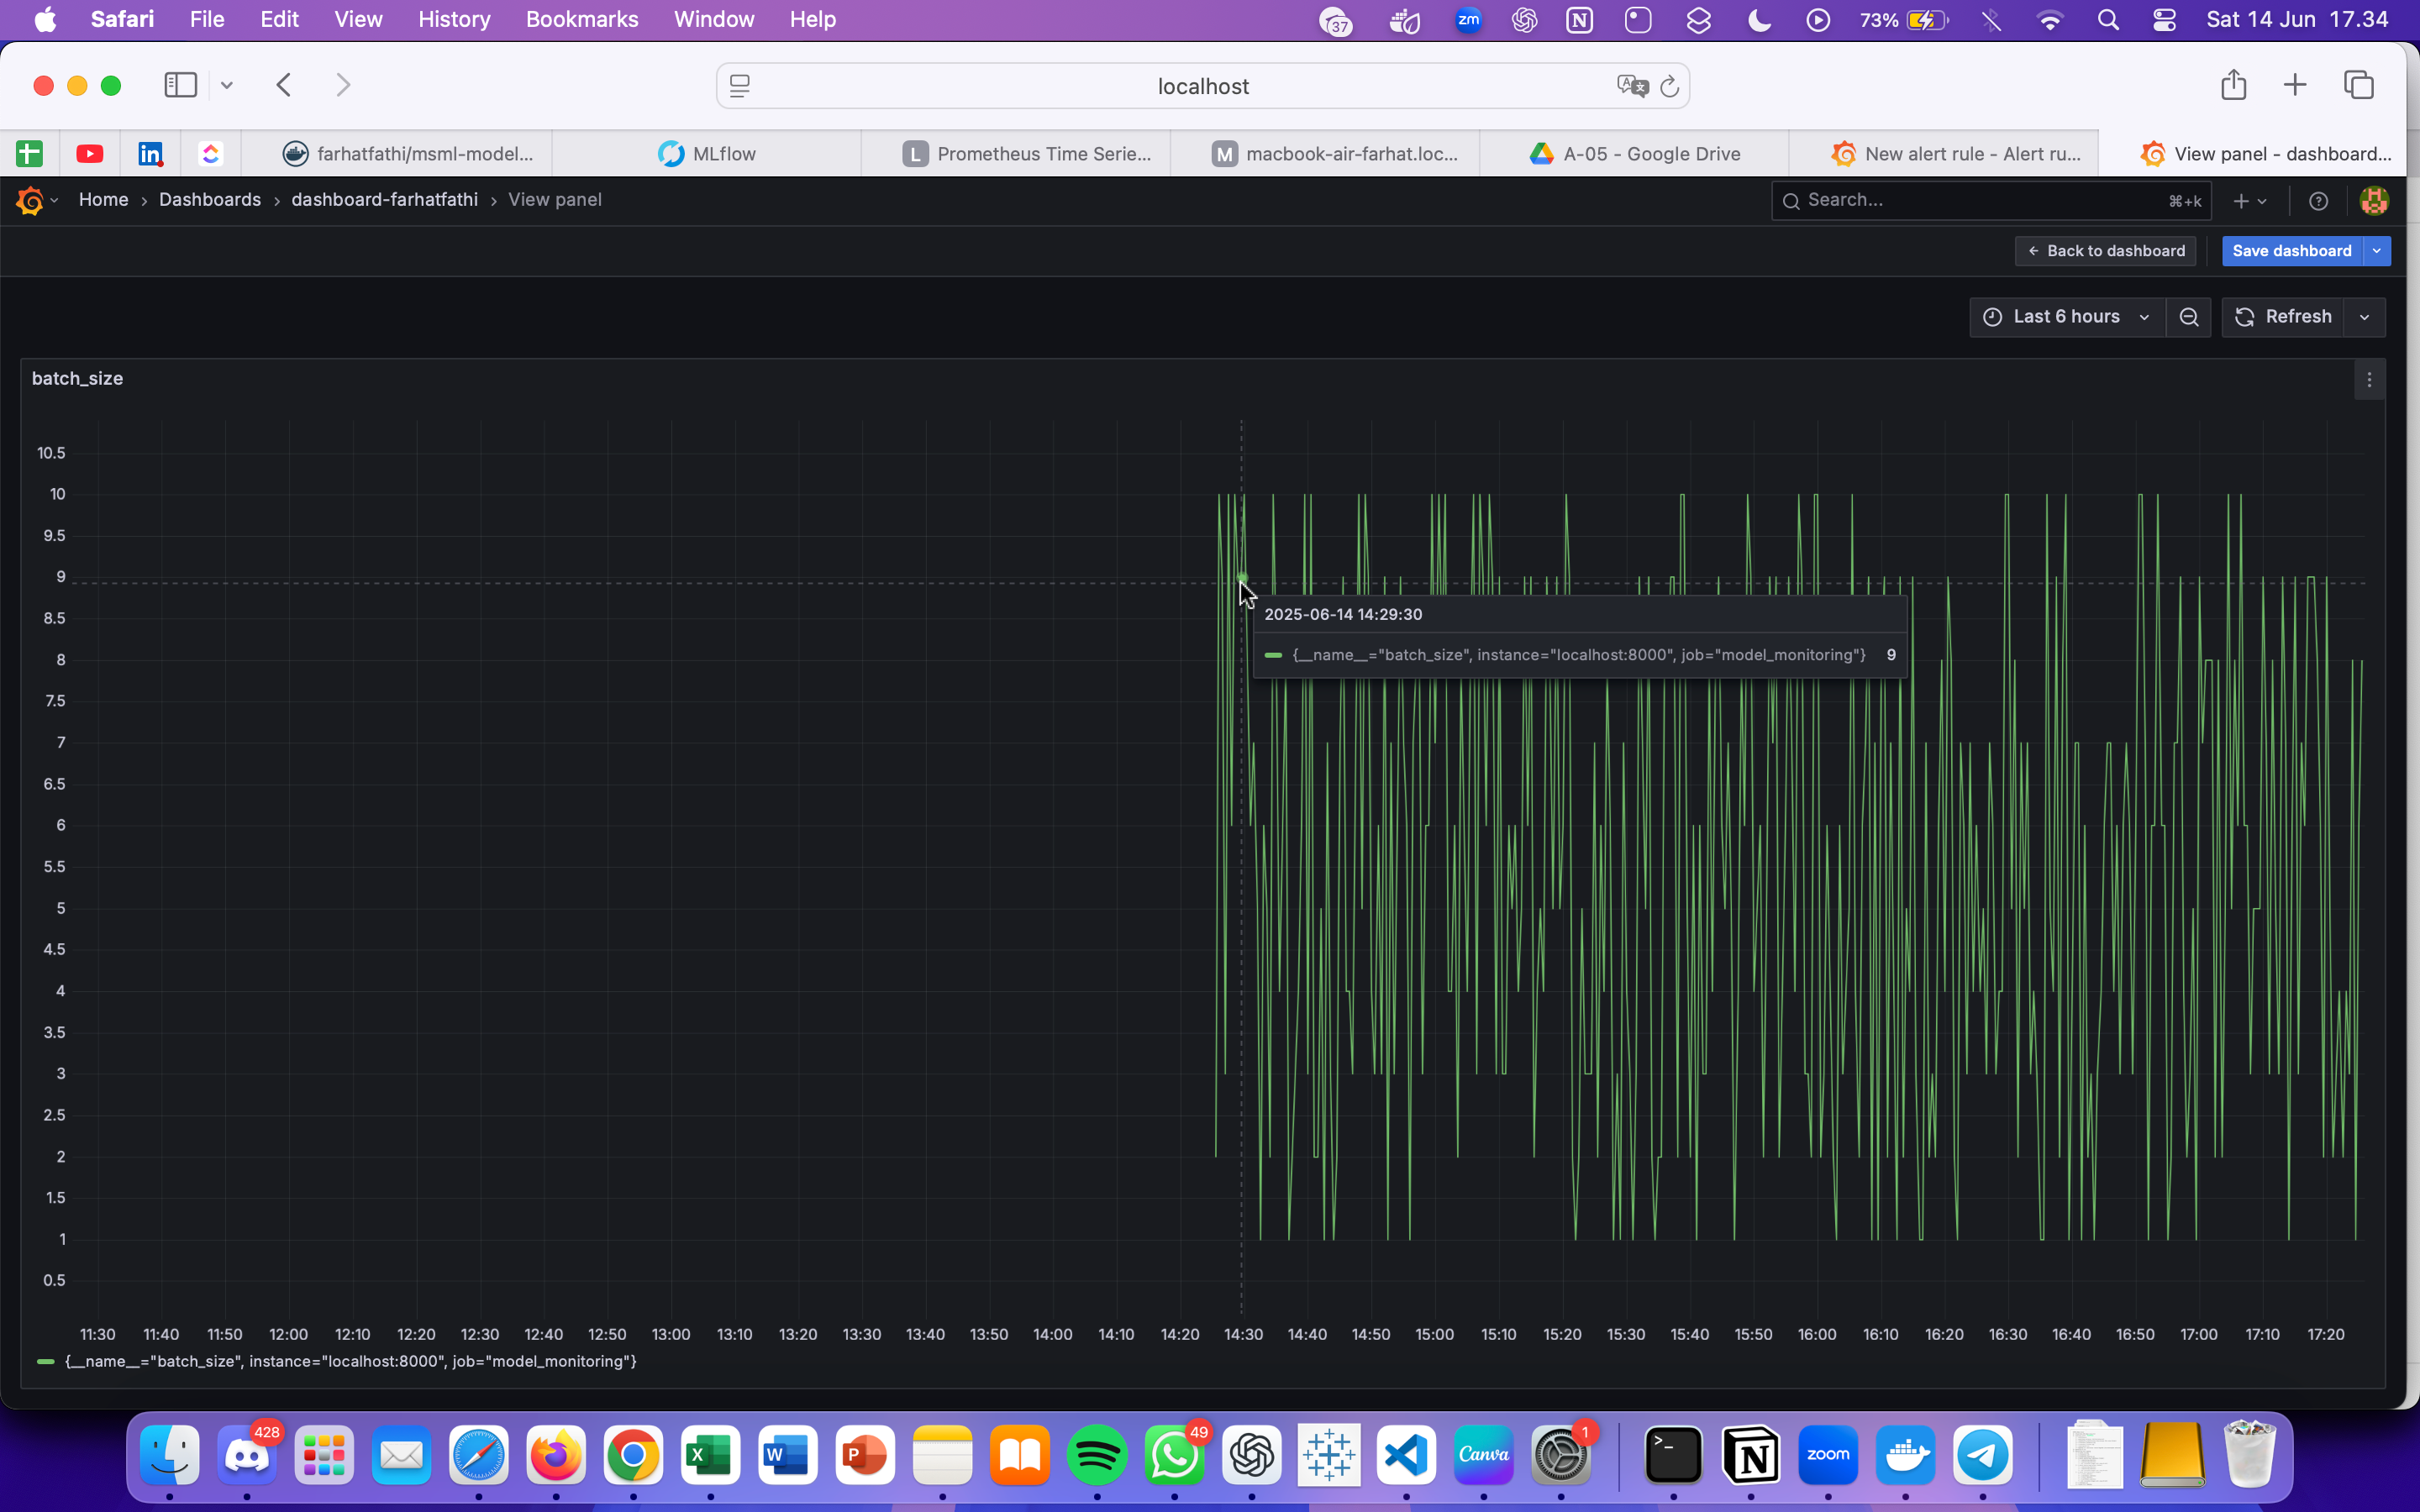 Safari File Edit View History Bookmarks Window Help 37 zm 73% Sat 14 Jun 17.34
localhost
farhatfathi/msml-model... MLflow L Prometheus Time Serie... M macbook-air-farhat.loc... A-05 - Google Drive New alert rule - Alert ru... View panel - dashboard...
Home › Dashboards › dashboard-farhatfathi › View panel Search... ⌘+k
← Back to dashboard Save dashboard
Last 6 hours Refresh
batch_size
10.5
10
9.5
9
8.5
8
7.5
7
6.5
6
5.5
5
4.5
4
3.5
3
2.5
2
1.5
1
0.5
2025-06-14 14:29:30
{__name__="batch_size", instance="localhost:8000", job="model_monitoring"} 9
11:30 11:40 11:50 12:00 12:10 12:20 12:30 12:40 12:50 13:00 13:10 13:20 13:30 13:40 13:50 14:00 14:10 14:20 14:30 14:40 14:50 15:00 15:10 15:20 15:30 15:40 15:50 16:00 16:10 16:20 16:30 16:40 16:50 17:00 17:10 17:20
{__name__="batch_size", instance="localhost:8000", job="model_monitoring"}
428 49 1
X W P Canva >_ N zoom